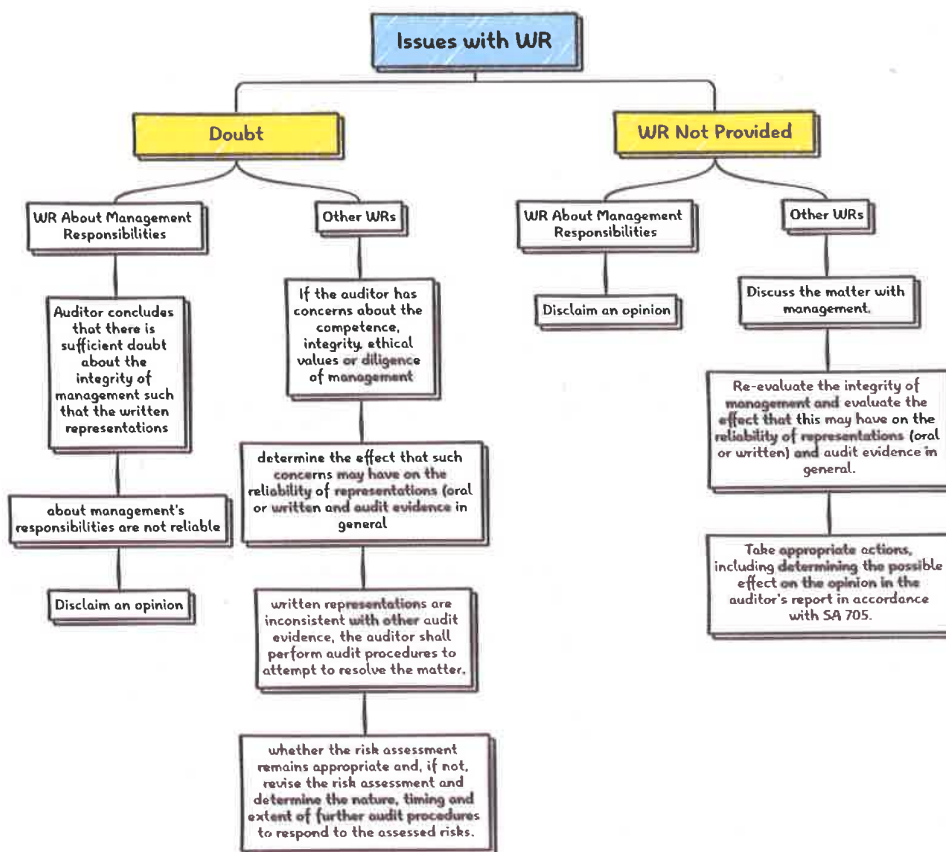 Issues with WR
Doubt
WR About Management
Responsibilities
Auditor concludes
that there is
sufficient doubt
about the
integrity of
management such
that the written
representations
about management's
responsibilities are not reliable
Disclaim an opinion
Other WRs
If the auditor has
concerns about the
competence,
integrity, ethical
values or diligence
of management
determine the effect that such
concerns may have on the
reliability of representations (oral
or written and audit evidence in
general
written representations are
inconsistent with other audit
evidence, the auditor shall
perform audit procedures to
attempt to resolve the matter.
whether the risk assessment
remains appropriate and, if not,
revise the risk assessment and
determine the nature, timing and
extent of further audit procedures
to respond to the assessed risks.
WR Not Provided
WR About Management
Responsibilities
Disclaim an opinion
Other WRs
Discuss the matter with
management.
Re-evaluate the integrity of
management and evaluate the
effect that this may have on the
reliability of representations (oral
or written) and audit evidence in
general.
Take appropriate actions,
including determining the possible
effect on the opinion in the
auditor's report in accordance
with SA 705.